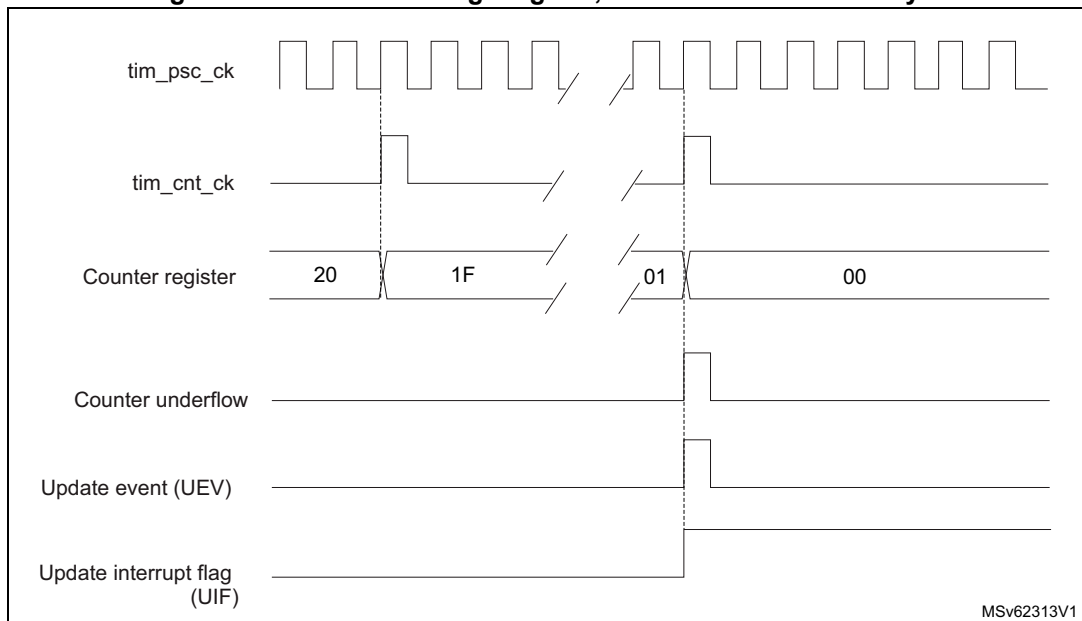 tim_psc_ck
tim_cnt_ck
Counter register
20
1F
01
00
Counter underflow
Update event (UEV)
Update interrupt flag
(UIF)
MSv62313V1